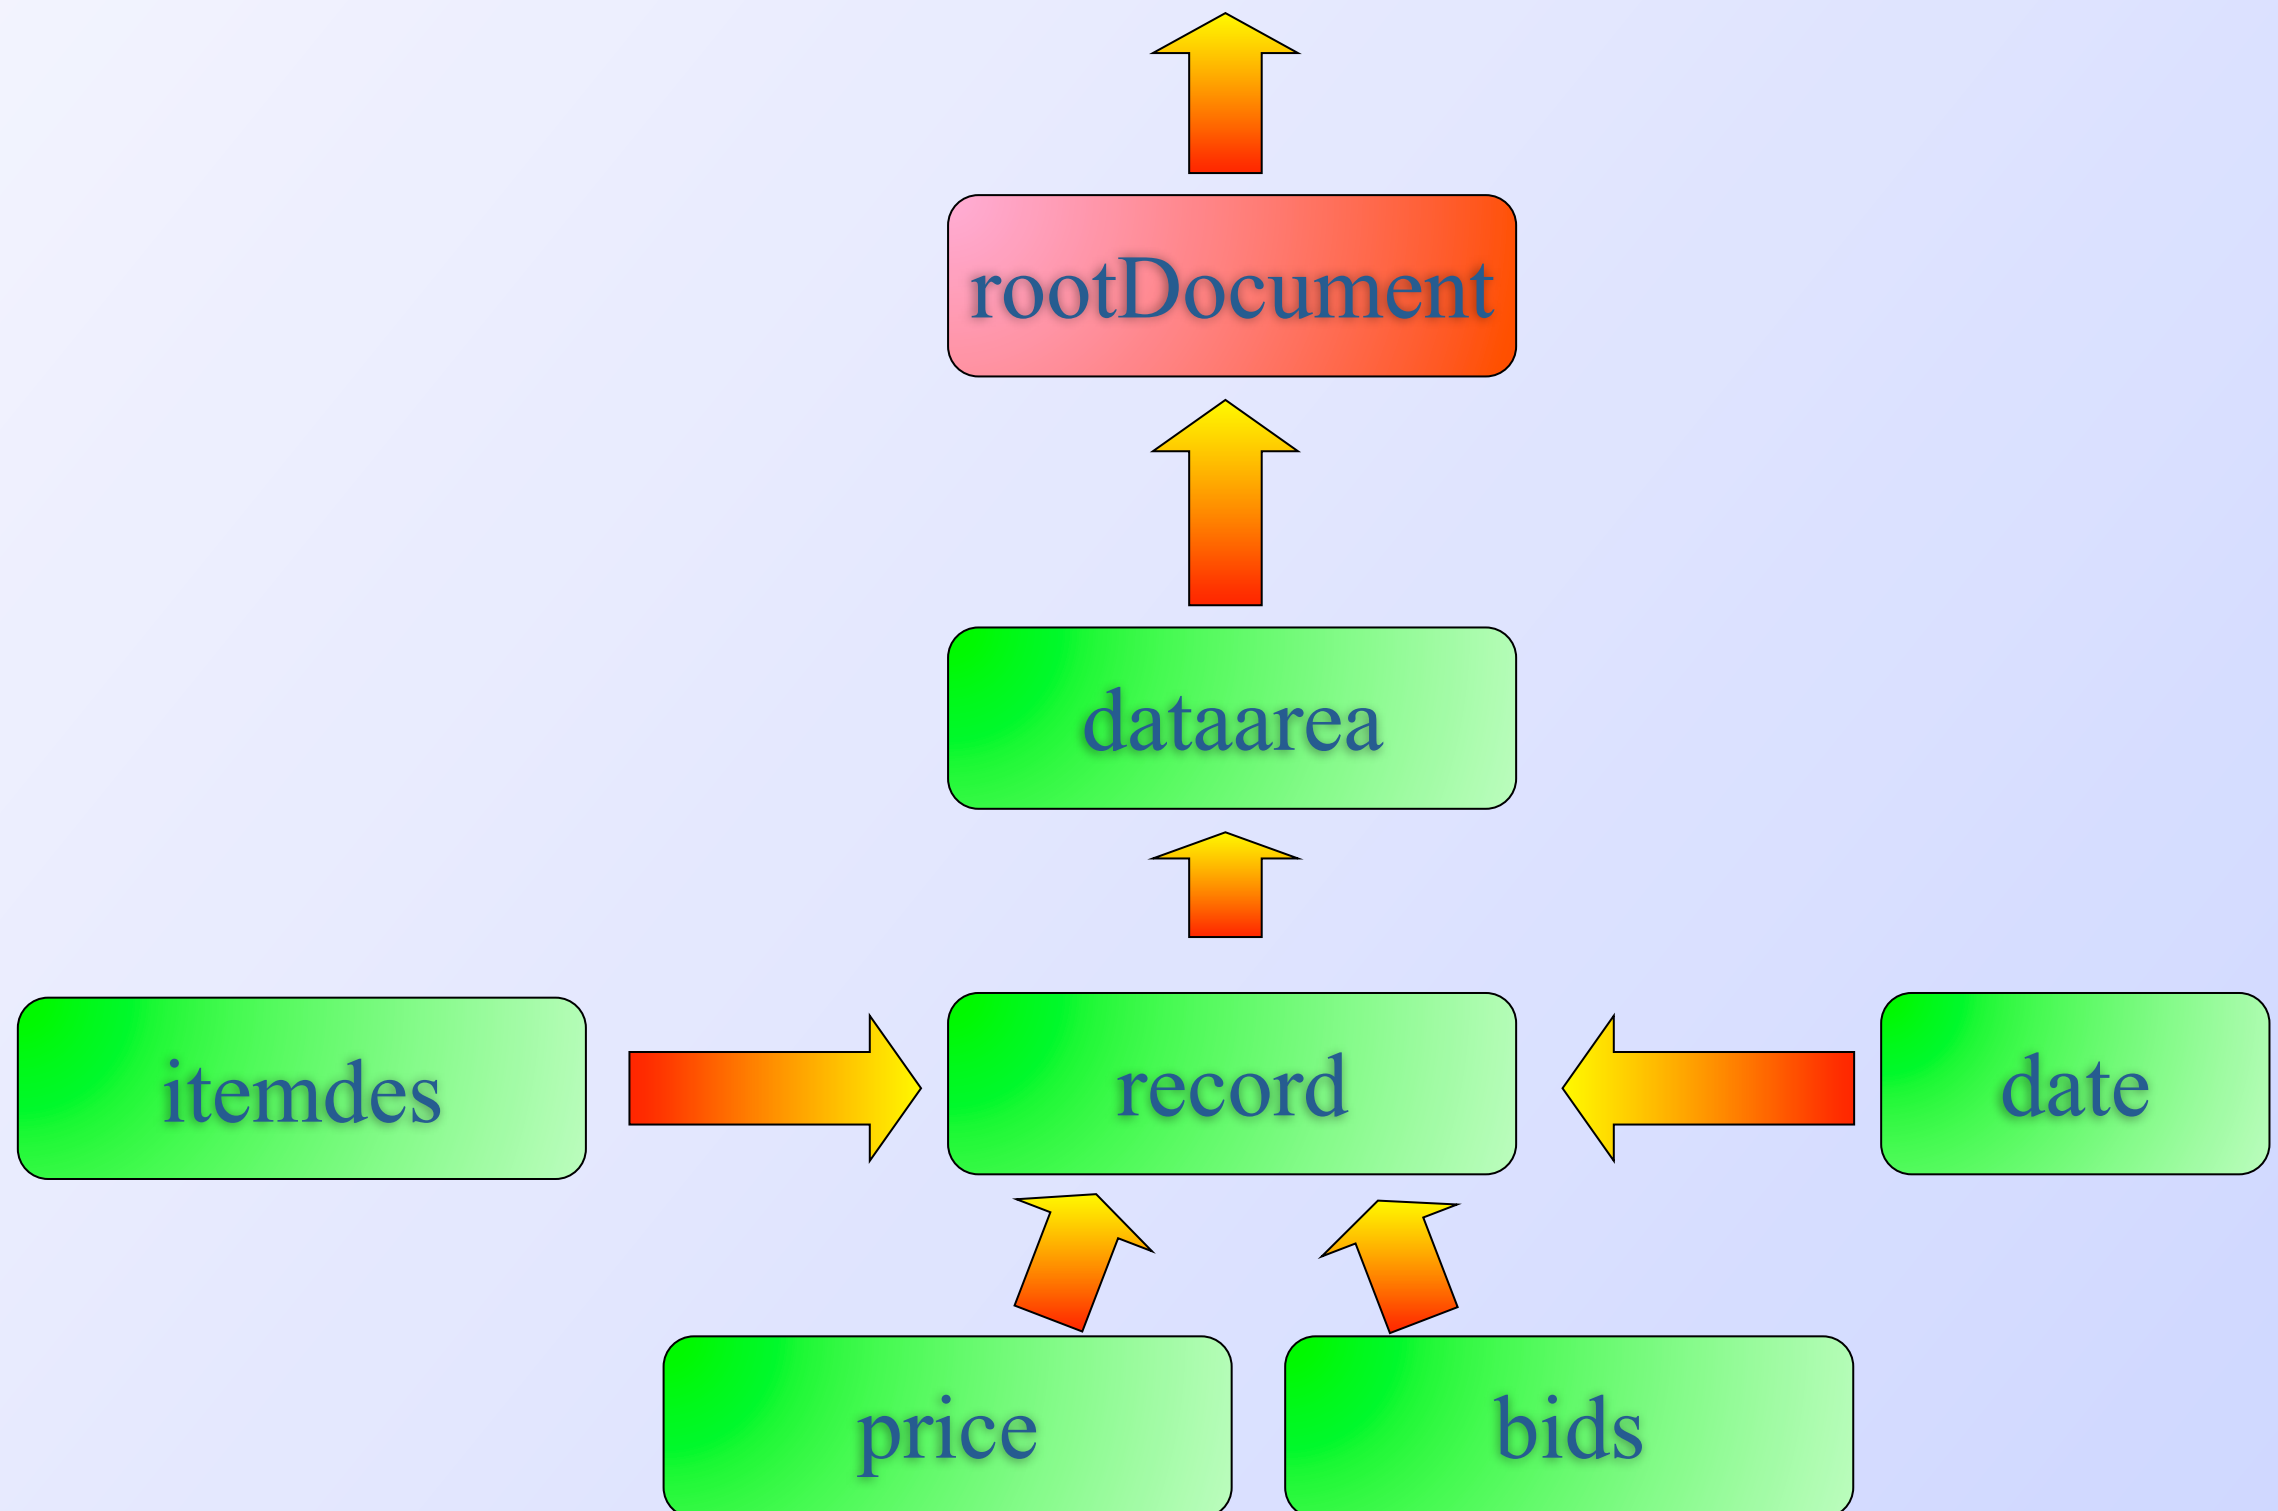 rootDocument
dataarea
itemdes
record
date
price
bids